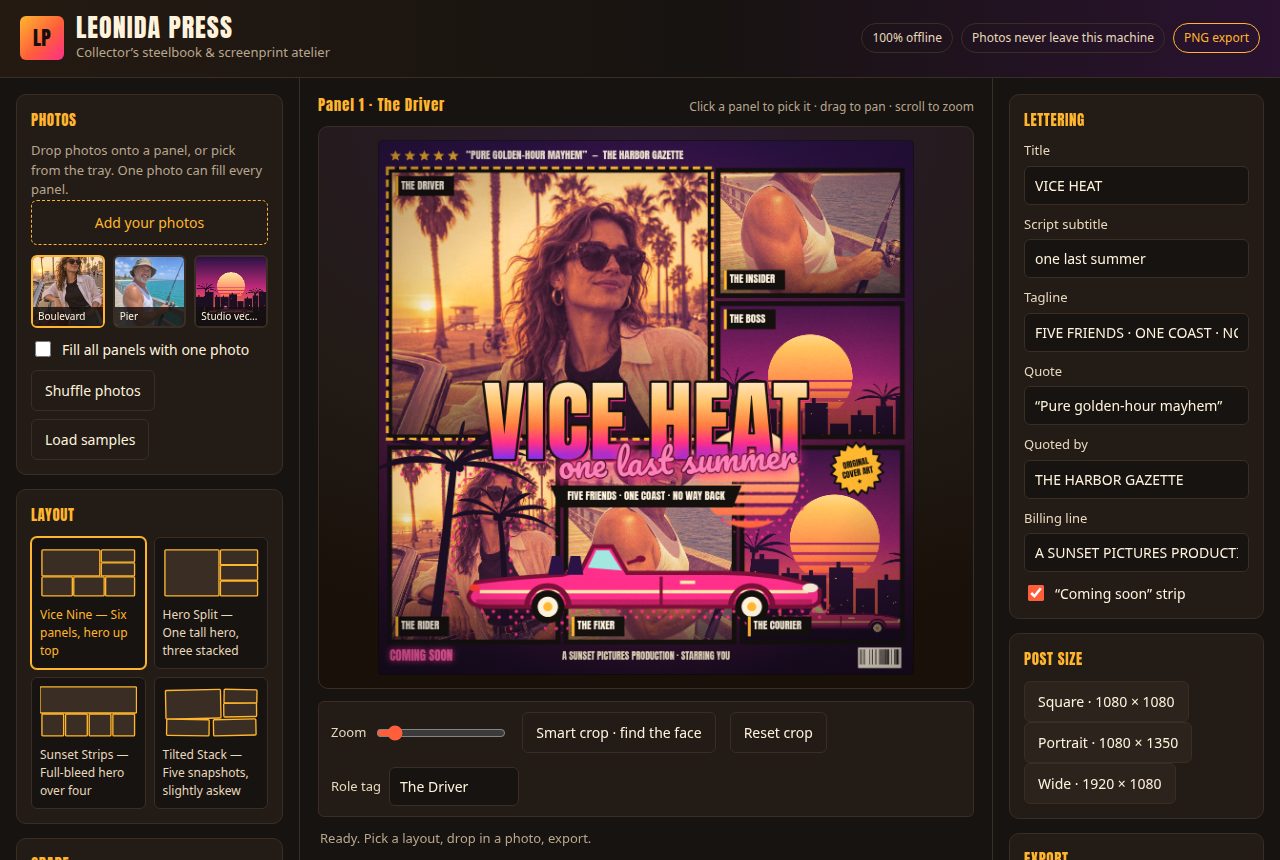 LP
LEONIDA PRESS
Collector's steelbook & screenprint atelier
100% offline
Photos never leave this machine
PNG export
PHOTOS
Drop photos onto a panel, or pick
from the tray. One photo can fill every
panel.
Add your photos
Boulevard
Pier
Studio vec...
Fill all panels with one photo
Shuffle photos
Load samples
LAYOUT
Vice Nine — Six
panels, hero up
top
Hero Split —
One tall hero,
three stacked
Sunset Strips —
Full-bleed hero
over four
Tilted Stack —
Five snapshots,
slightly askew
Panel 1 · The Driver
Click a panel to pick it · drag to pan · scroll to zoom
“PURE GOLDEN-HOUR MAYHEM” — THE HARBOR GAZETTE
THE DRIVER
THE INSIDER
THE BOSS
VICE HEAT
one last summer
ORIGINAL
COVER ART
FIVE FRIENDS · ONE COAST · NO WAY BACK
THE RIDER
THE FIXER
THE COURIER
COMING SOON
A SUNSET PICTURES PRODUCTION · STARRING YOU
Zoom
Smart crop · find the face
Reset crop
Role tag
The Driver
Ready. Pick a layout, drop in a photo, export.
LETTERING
Title
VICE HEAT
Script subtitle
one last summer
Tagline
FIVE FRIENDS · ONE COAST · NO
Quote
“Pure golden-hour mayhem”
Quoted by
THE HARBOR GAZETTE
Billing line
A SUNSET PICTURES PRODUCT
“Coming soon” strip
POST SIZE
Square · 1080 × 1080
Portrait · 1080 × 1350
Wide · 1920 × 1080
EXPORT